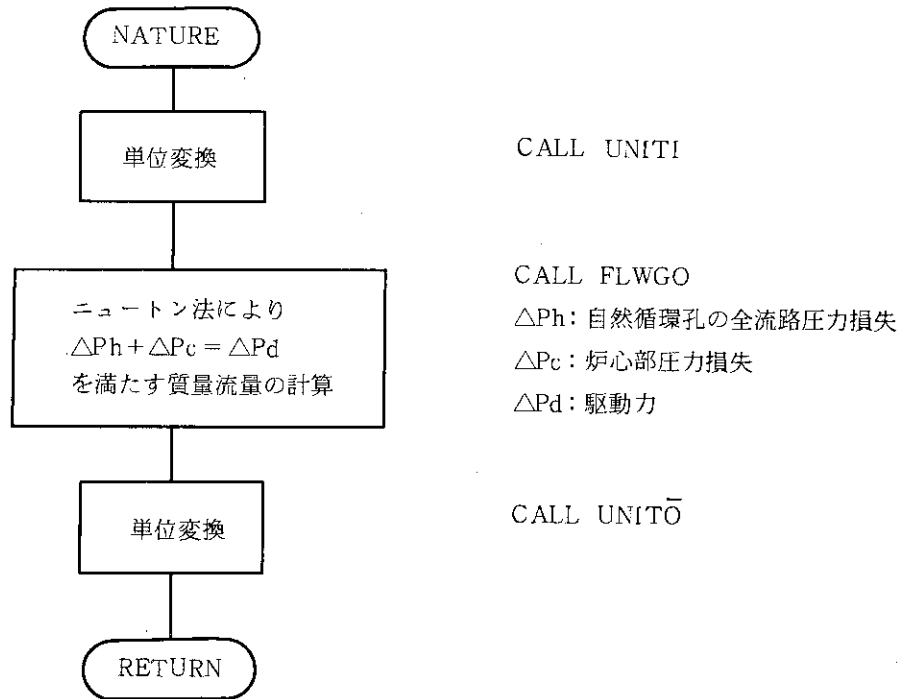 NATURE
単位変換
CALL UNITI
ニュートン法により
△Ph+△Pc=△Pd
を満たす質量流量の計算
CALL FLWGO
△Ph:自然循環孔の全流路圧力損失
△Pc:炉心部圧力損失
△Pd:駆動力
単位変換
CALL UNITŌ
RETURN